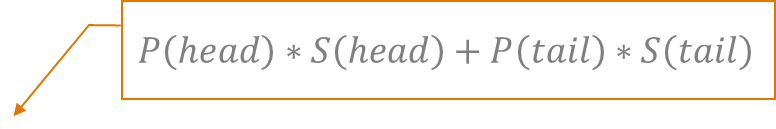 P(head) * S(head) + P(tail) * S(tail)